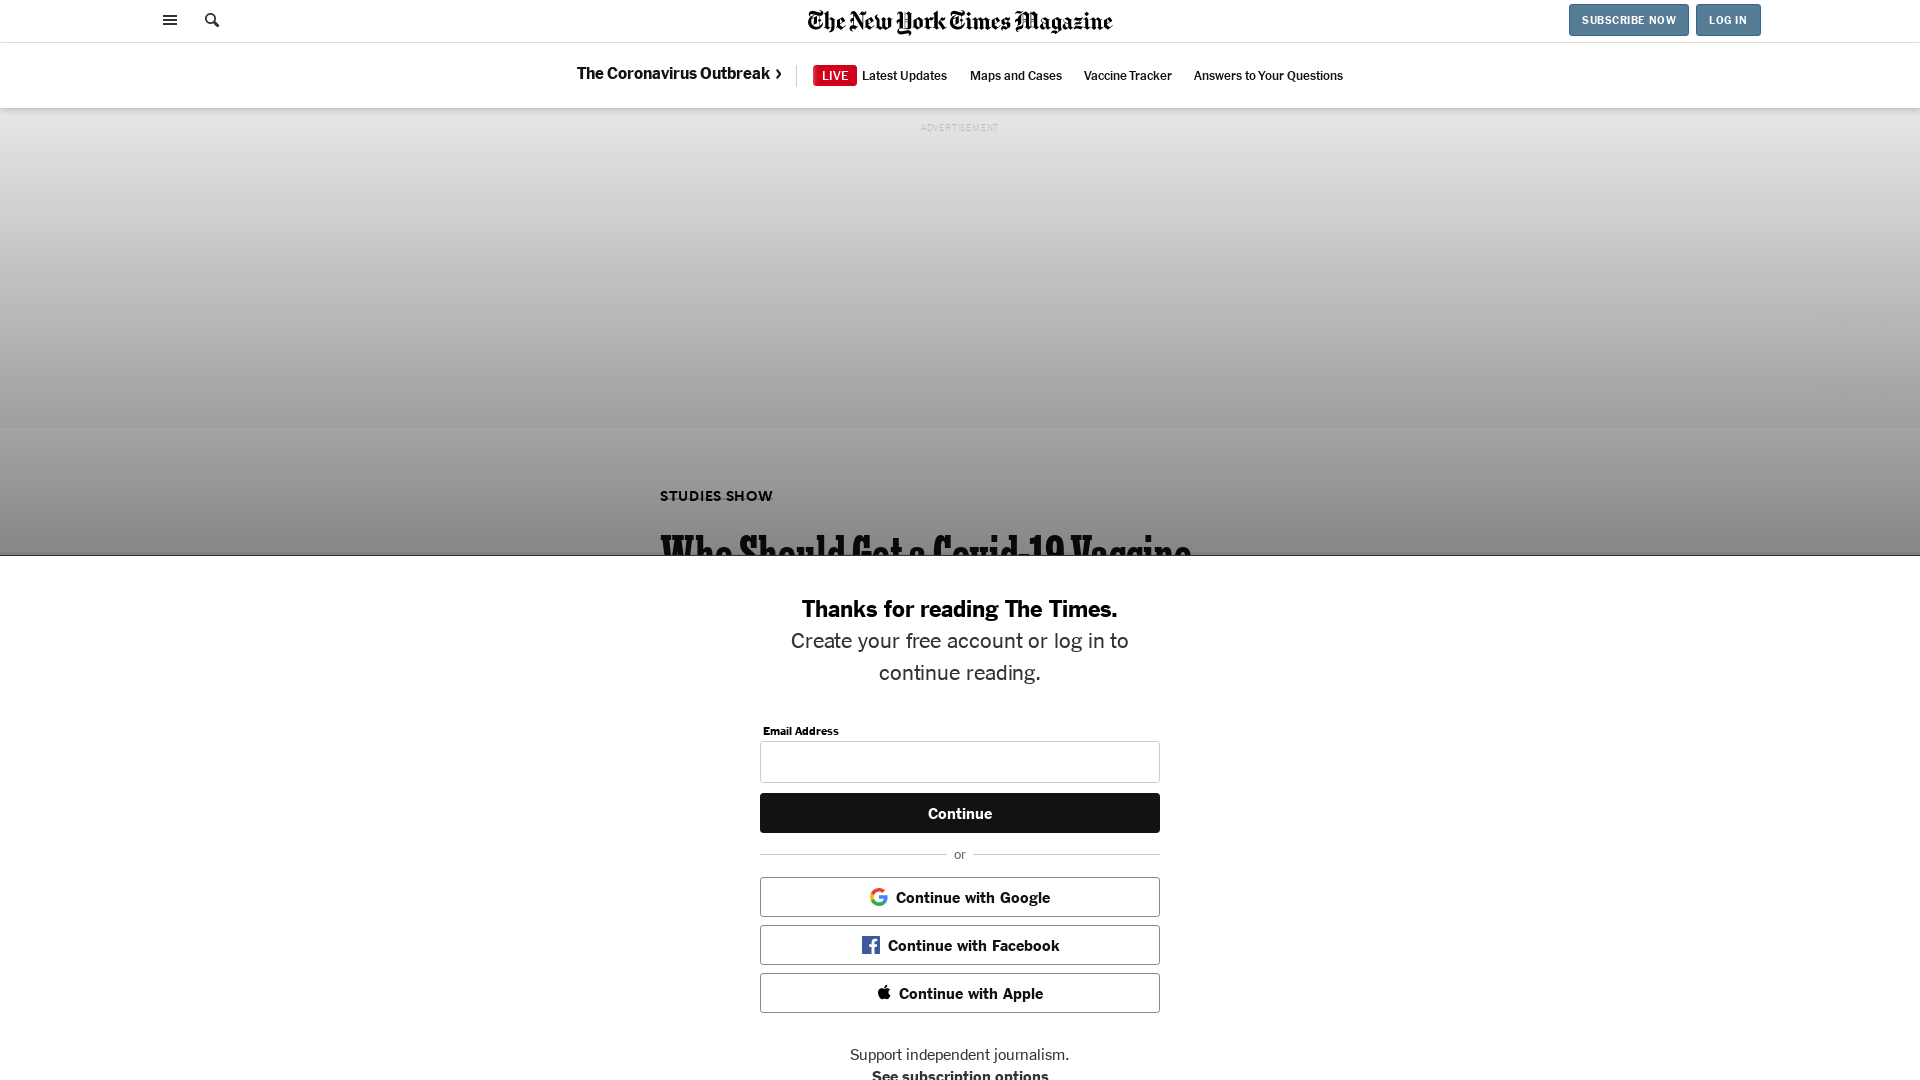 The New York Times Magazine
SUBSCRIBE NOW
LOG IN
The Coronavirus Outbreak ›
LIVE Latest Updates
Maps and Cases
Vaccine Tracker
Answers to Your Questions
ADVERTISEMENT
STUDIES SHOW
Who Should Get a Covid-19 Vaccine
Thanks for reading The Times.
Create your free account or log in to
continue reading.
Email Address
Continue
or
Continue with Google
Continue with Facebook
Continue with Apple
Support independent journalism.
See subscription options